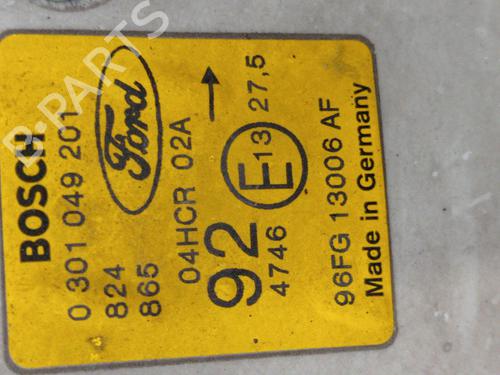 BOSCH
0 301 049 201
824
865
Ford
04HCR 02A
→
92
E13 27,5
4746
96FG 13006 AF
Made in Germany
B-PARTS